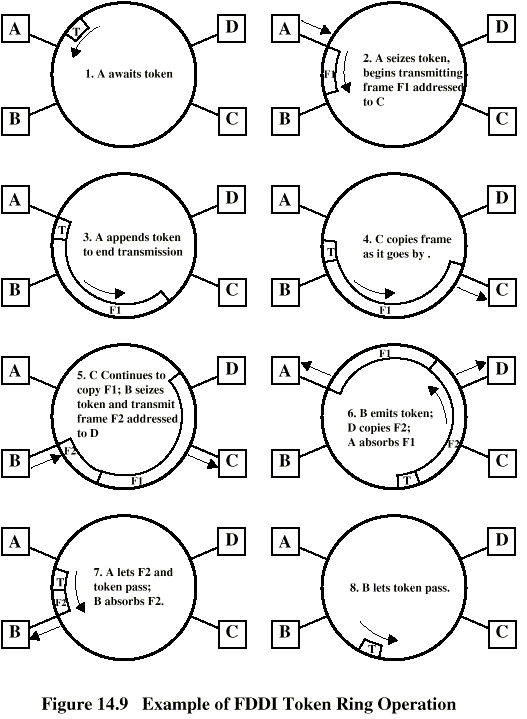 A
D
T
1. A awaits token
B
C
A
D
2. A seizes token,
begins transmitting
frame F1 addressed
to C
F1
B
C
A
D
T
3. A appends token
to end transmission
B
C
F1
A
D
4. C copies frame
as it goes by .
T
B
C
F1
A
D
5. C Continues to
copy F1; B seizes
token and transmit
frame F2 addressed
to D
B
F2
C
F1
A
F1
D
6. B emits token;
D copies F2;
A absorbs F1
F2
B
C
T
A
D
7. A lets F2 and
token pass;
B absorbs F2.
T
F2
B
C
A
D
8. B lets token pass.
B
C
T
Figure 14.9 Example of FDDI Token Ring Operation